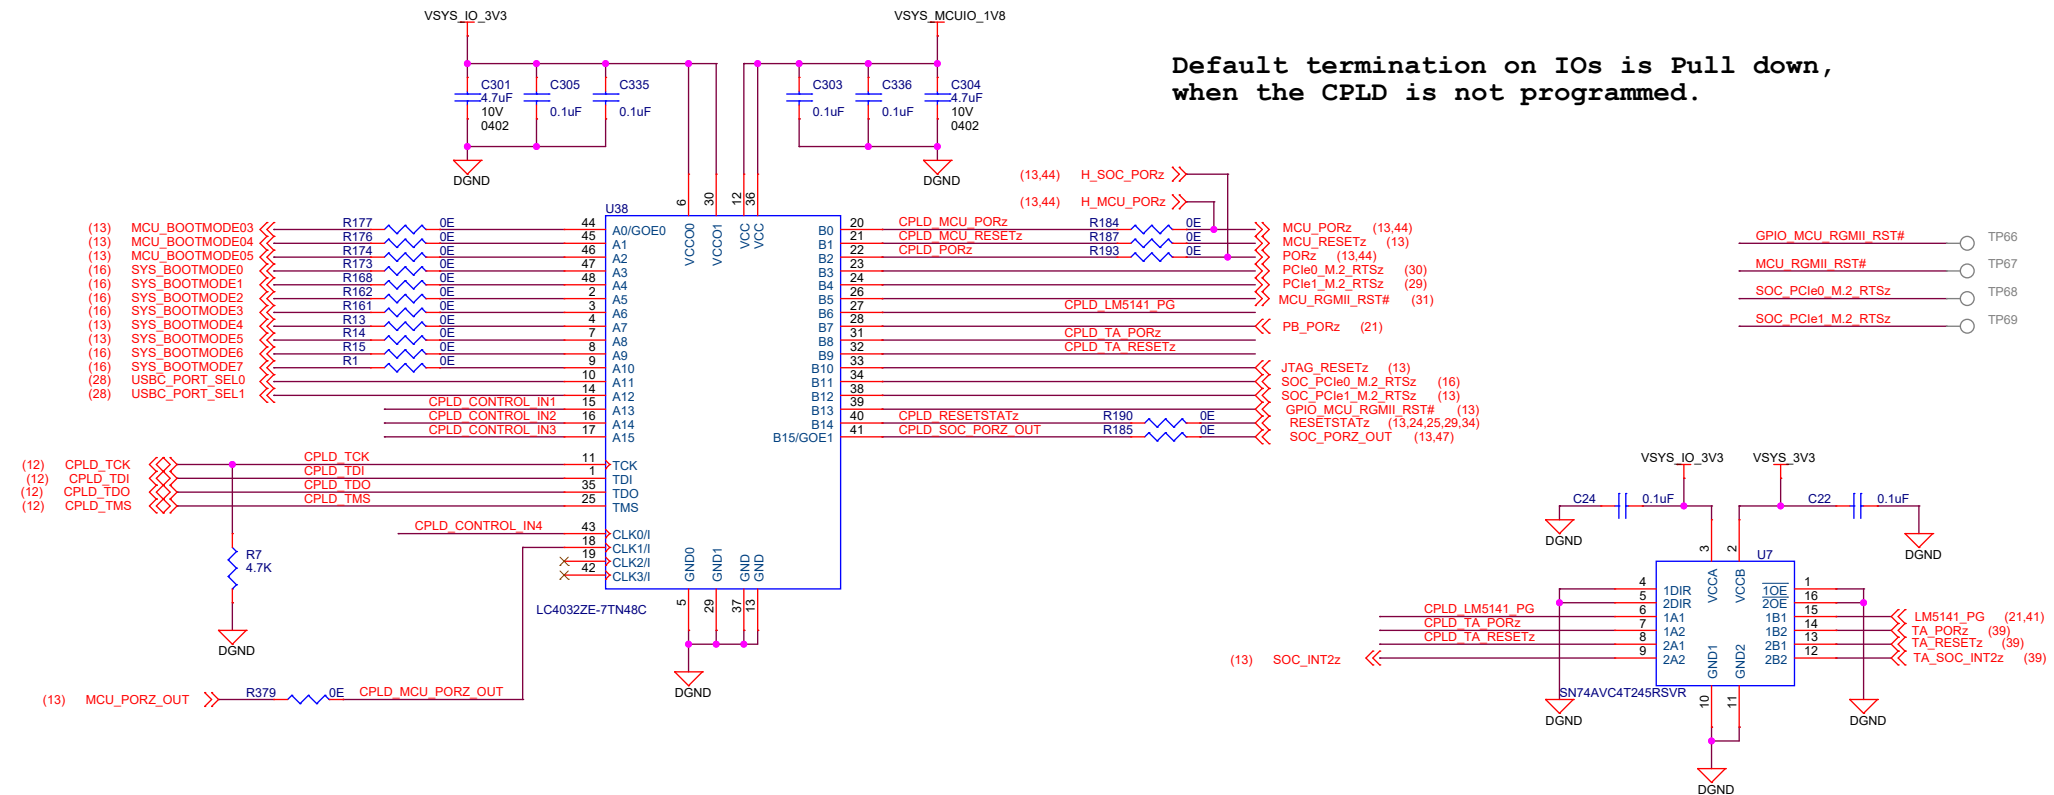 VSYS_IO_3V3
VSYS_MCUIO_1V8
Default termination on IOs is Pull down,
when the CPLD is not programmed.
C301
4.7uF
10V
0402
C305
0.1uF
C335
0.1uF
C303
0.1uF
C336
0.1uF
C304
4.7uF
10V
0402
DGND
DGND
(13,44) H_SOC_PORz
(13,44) H_MCU_PORz
U38
6
30
12
36
VCCO0
VCCO1
VCC
VCC
(13) MCU_BOOTMODE03 R177 0E 44 A0/GOE0
(13) MCU_BOOTMODE04 R176 0E 45 A1
(13) MCU_BOOTMODE05 R174 0E 46 A2
(16) SYS_BOOTMODE0 R173 0E 47 A3
(16) SYS_BOOTMODE1 R168 0E 48 A4
(16) SYS_BOOTMODE2 R162 0E 2 A5
(16) SYS_BOOTMODE3 R161 0E 3 A6
(13) SYS_BOOTMODE4 R13 0E 4 A7
(13) SYS_BOOTMODE5 R14 0E 7 A8
(16) SYS_BOOTMODE6 R15 0E 8 A9
(16) SYS_BOOTMODE7 R1 0E 9 A10
(28) USBC_PORT_SEL0 10 A11
(28) USBC_PORT_SEL1 14 A12
CPLD_CONTROL_IN1 15 A13
CPLD_CONTROL_IN2 16 A14
CPLD_CONTROL_IN3 17 A15
(12) CPLD_TCK CPLD_TCK 11 TCK
(12) CPLD_TDI CPLD_TDI 1 TDI
(12) CPLD_TDO CPLD_TDO 35 TDO
(12) CPLD_TMS CPLD_TMS 25 TMS
CPLD_CONTROL_IN4 43 CLK0/I
18 CLK1/I
19 CLK2/I
42 CLK3/I
R7
4.7K
DGND
(13) MCU_PORZ_OUT R379 0E CPLD_MCU_PORZ_OUT
LC4032ZE-7TN48C
GND0
GND1
GND
GND
5
29
37
13
DGND
B0 20 CPLD_MCU_PORz R184 0E MCU_PORz (13,44)
B1 21 CPLD_MCU_RESETz R187 0E MCU_RESETz (13)
B2 22 CPLD_PORz R193 0E PORz (13,44)
B3 23 PCIe0_M.2_RTSz (30)
B4 24 PCIe1_M.2_RTSz (29)
B5 26 MCU_RGMII_RST# (31)
B6 27 CPLD_LM5141_PG
B7 28 PB_PORz (21)
B8 31 CPLD_TA_PORz
B9 32 CPLD_TA_RESETz
B10 33 JTAG_RESETz (13)
B11 34 SOC_PCIe0_M.2_RTSz (16)
B12 38 SOC_PCIe1_M.2_RTSz (13)
B13 39 GPIO_MCU_RGMII_RST# (13)
B14 40 CPLD_RESETSTATz R190 0E RESETSTATz (13,24,25,29,34)
B15/GOE1 41 CPLD_SOC_PORZ_OUT R185 0E SOC_PORZ_OUT (13,47)
GPIO_MCU_RGMII_RST# TP66
MCU_RGMII_RST# TP67
SOC_PCIe0_M.2_RTSz TP68
SOC_PCIe1_M.2_RTSz TP69
VSYS_IO_3V3
VSYS_3V3
C24 0.1uF
C22 0.1uF
DGND
DGND
3
2
U7
VCCA
VCCB
4 1DIR
5 2DIR
CPLD_LM5141_PG 6 1A1
CPLD_TA_PORz 7 1A2
CPLD_TA_RESETz 8 2A1
(13) SOC_INT2z 9 2A2
1OE 1
2OE 16
1B1 15 LM5141_PG (21,41)
1B2 14 TA_PORz (39)
2B1 13 TA_RESETz (39)
2B2 12 TA_SOC_INT2z (39)
GND1
GND2
SN74AVC4T245RSVR
10
11
DGND
DGND
DGND